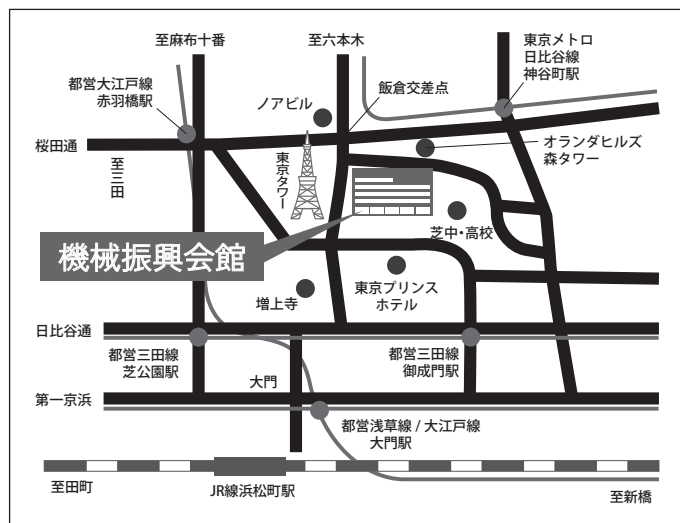 至麻布十番
至六本木
東京メトロ
日比谷線
神谷町駅
都営大江戸線
赤羽橋駅
ノアビル
飯倉交差点
桜田通
至三田
東京タワー
オランダヒルズ
森タワー
芝中・高校
機械振興会館
増上寺
東京プリンス
ホテル
日比谷通
都営三田線
芝公園駅
都営三田線
御成門駅
大門
第一京浜
都営浅草線 / 大江戸線
大門駅
至田町
JR線浜松町駅
至新橋